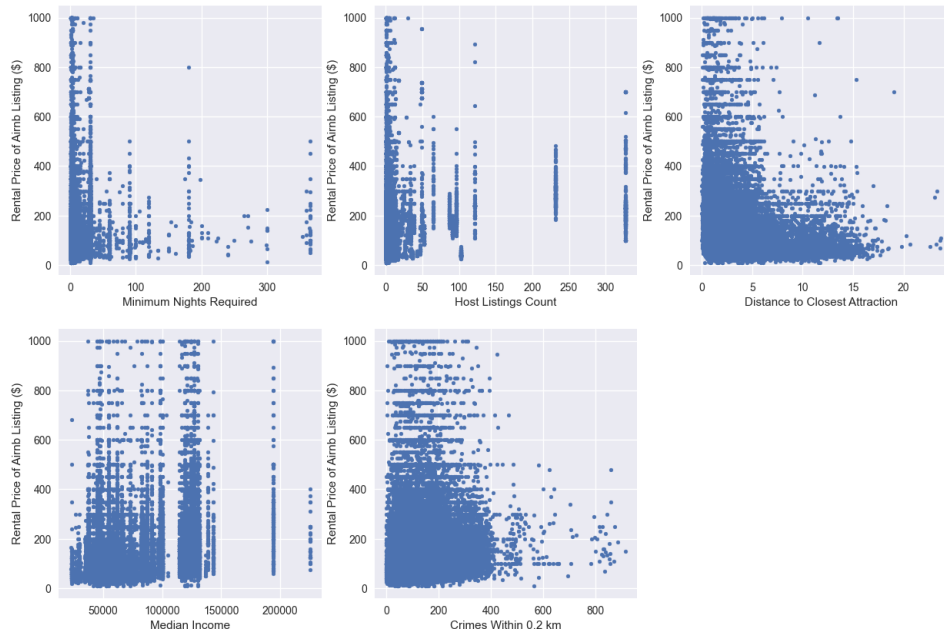 1000
800
600
400
200
0
Rental Price of Airnb Listing ($)
0 100 200 300
Minimum Nights Required
1000
800
600
400
200
0
Rental Price of Airnb Listing ($)
0 50 100 150 200 250 300
Host Listings Count
1000
800
600
400
200
0
Rental Price of Airnb Listing ($)
0 5 10 15 20
Distance to Closest Attraction
1000
800
600
400
200
0
Rental Price of Airnb Listing ($)
50000 100000 150000 200000
Median Income
1000
800
600
400
200
0
Rental Price of Airnb Listing ($)
0 200 400 600 800
Crimes Within 0.2 km